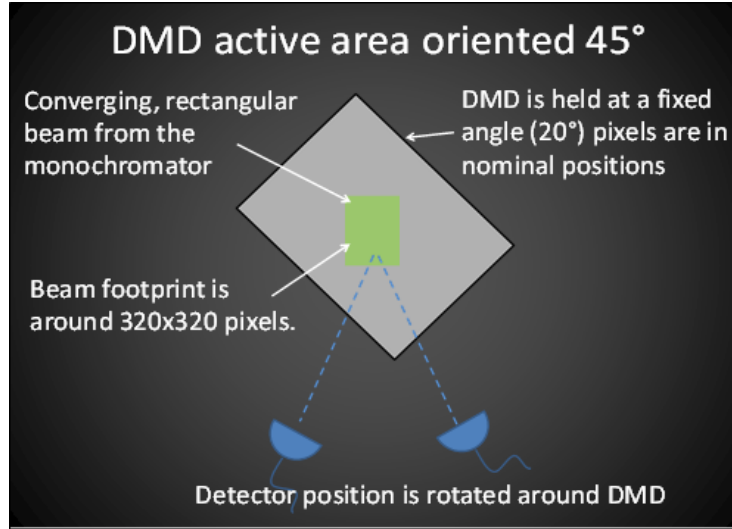 DMD active area oriented 45°
Converging, rectangular
beam from the
monochromator
DMD is held at a fixed
angle (20°) pixels are in
nominal positions
Beam footprint is
around 320x320 pixels.
Detector position is rotated around DMD